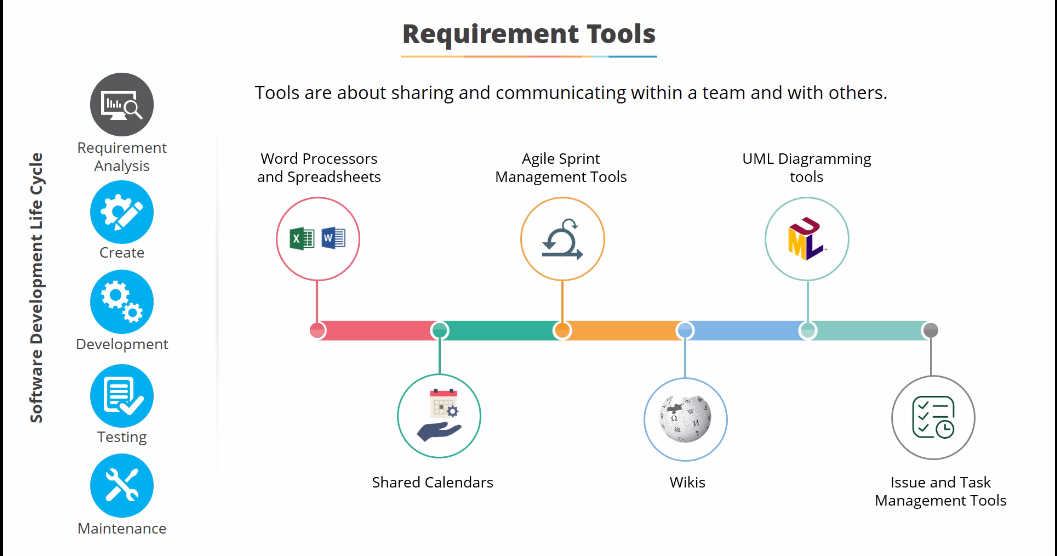 Requirement Tools
Tools are about sharing and communicating within a team and with others.
Software Development Life Cycle
Requirement
Analysis
Create
Development
Testing
Maintenance
Word Processors
and Spreadsheets
X
W
Agile Sprint
Management Tools
UML Diagramming
tools
UML
Shared Calendars
Wikis
Issue and Task
Management Tools